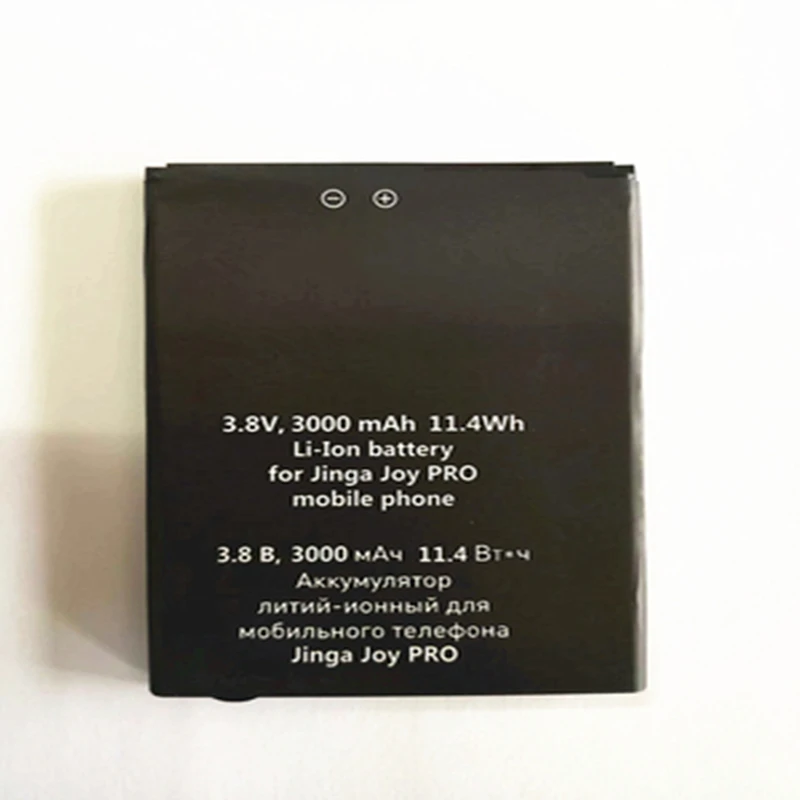 ⊖ ⊕
3.8V, 3000 mAh 11.4Wh
Li-Ion battery
for Jinga Joy PRO
mobile phone
3.8 В, 3000 мАч 11.4 Вт•ч
Аккумулятор
литий-ионный для
мобильного телефона
Jinga Joy PRO